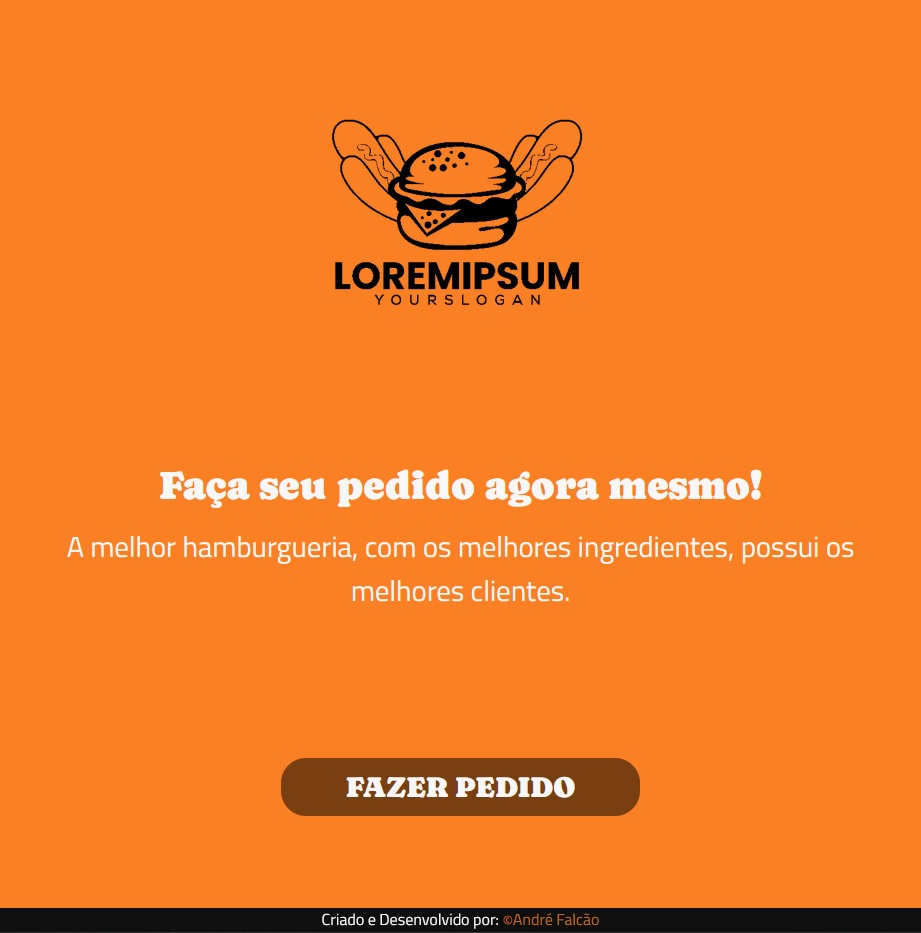 LOREMIPSUM
YOURSLOGAN
Faça seu pedido agora mesmo!
A melhor hamburgueria, com os melhores ingredientes, possui os
melhores clientes.
FAZER PEDIDO
Criado e Desenvolvido por: ©André Falcão